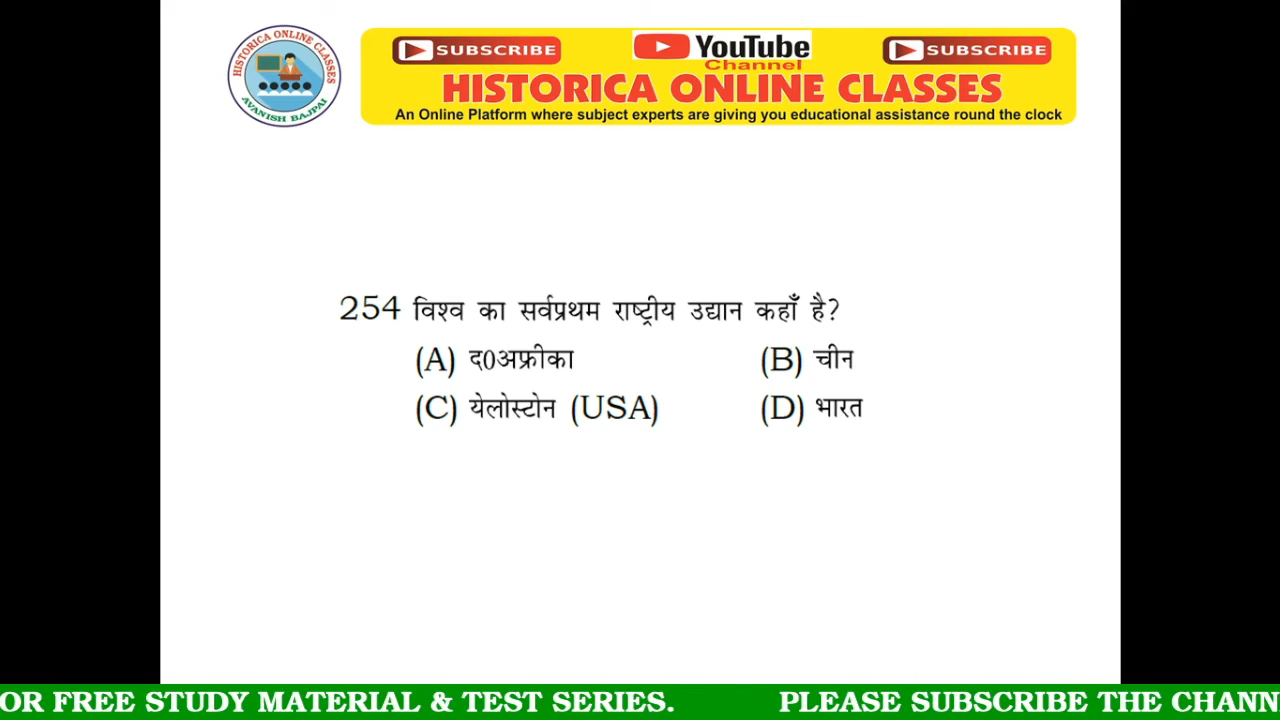 HISTORICA ONLINE CLASSES
AVANISH BAJPAI
SUBSCRIBE
YouTube
SUBSCRIBE
Channel
HISTORICA ONLINE CLASSES
An Online Platform where subject experts are giving you educational assistance round the clock
254 विश्व का सर्वप्रथम राष्ट्रीय उद्यान कहाँ है?
(A) द0अफ्रीका (B) चीन
(C) येलोस्टोन (USA) (D) भारत
OR FREE STUDY MATERIAL & TEST SERIES. PLEASE SUBSCRIBE THE CHANN